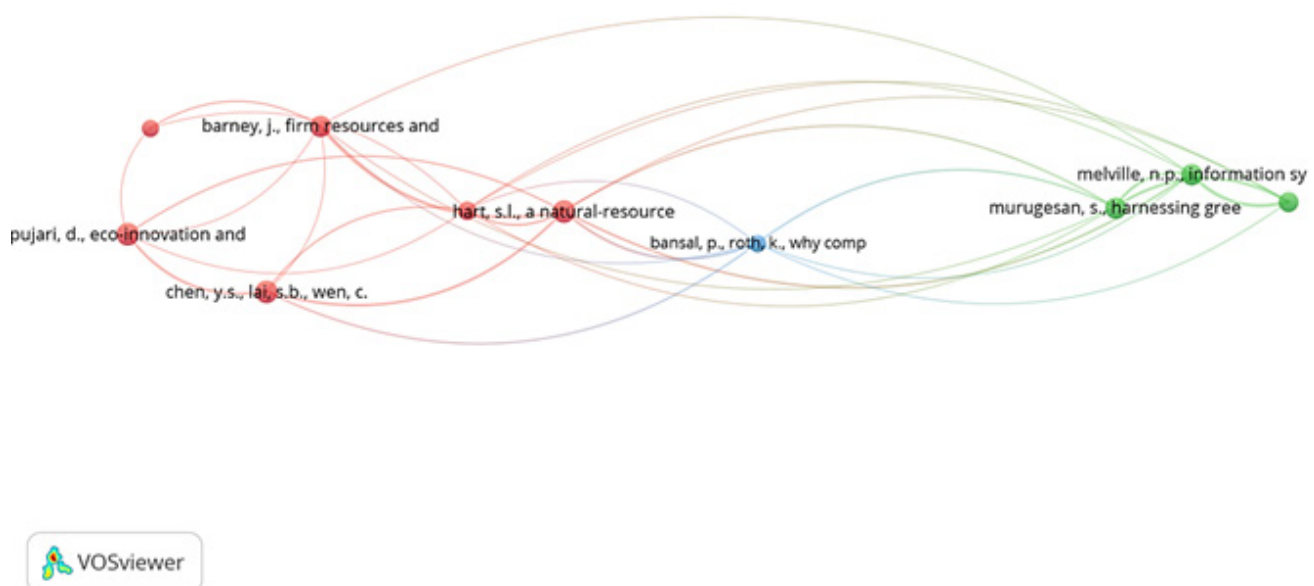 barney, j., firm resources and
melville, n.p., information sy
hart, s.l., a natural-resource
murugesan, s., harnessing gree
pujari, d., eco-innovation and
bansal, p., roth, k., why comp
chen, y.s., lai, s.b., wen, c.
VOSviewer